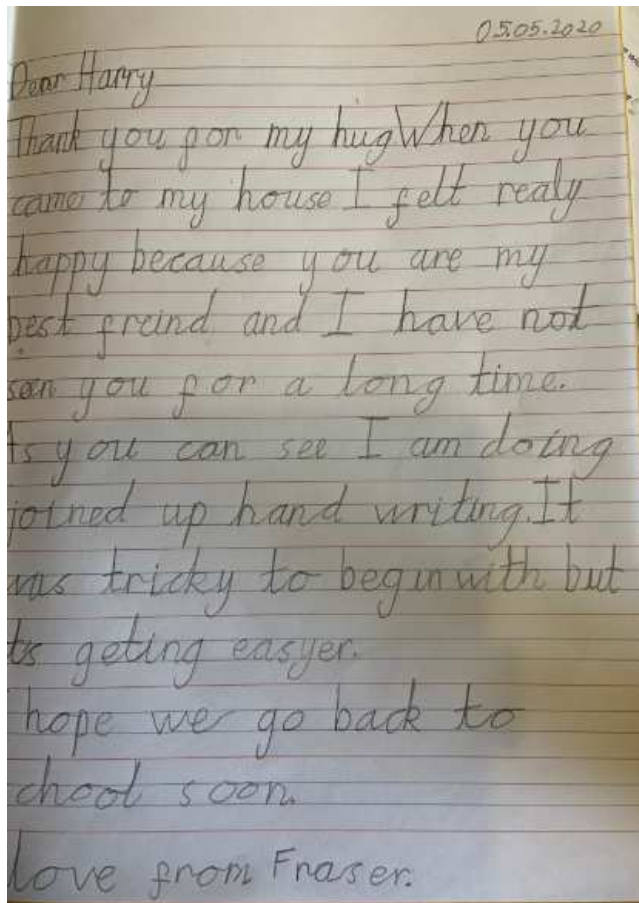 05.05.2020
Dear Harry
Thank you for my hug When you
came to my house I felt realy
happy because you are my
best freind and I have not
sean you for a long time.
As you can see I am doing
joined up hand writing. It
was tricky to begin with but
ts geting easyer.
hope we go back to
chool soon.
love from Fraser.